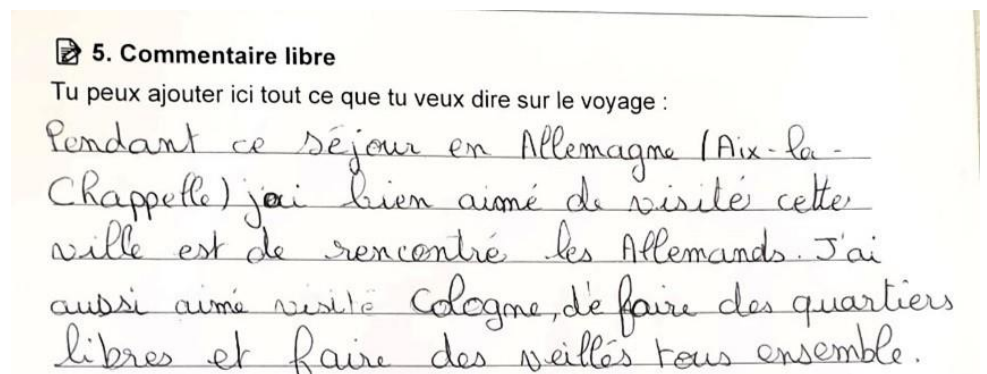 5. Commentaire libre
Tu peux ajouter ici tout ce que tu veux dire sur le voyage :
Pendant ce séjour en Allemagne (Aix-la-
Chappelle) jai bien aimé de visité cette
ville est de rencontré les Allemands. J'ai
aussi aimé visité Cologne, de faire des quartiers
libres et faire des veillés tous ensemble.